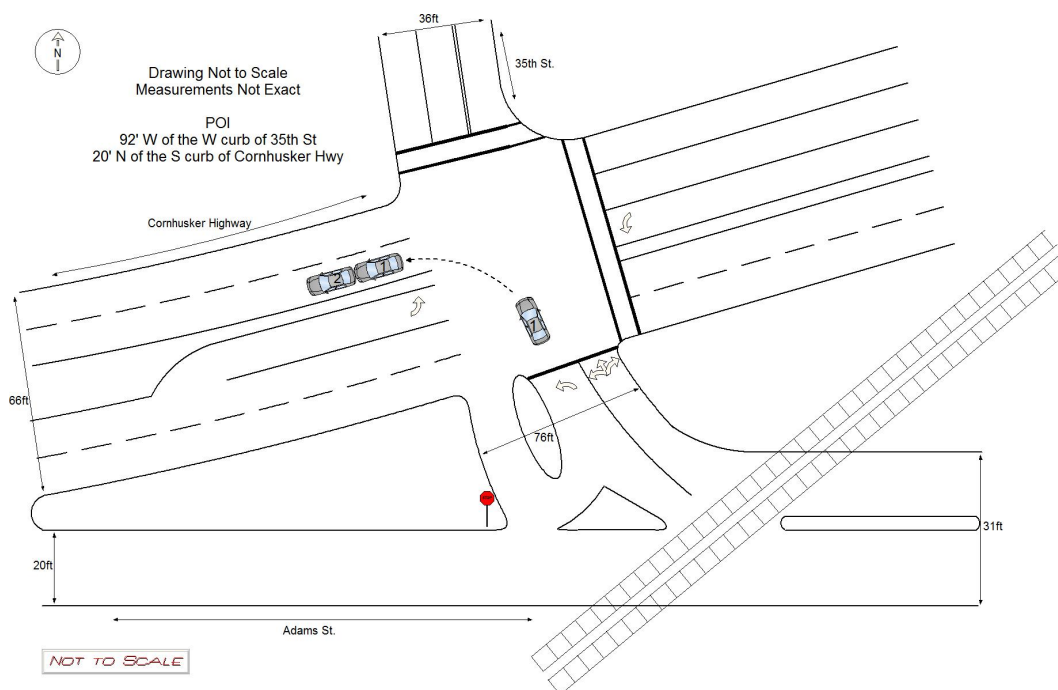 36ft
N
35th St.
Drawing Not to Scale
Measurements Not Exact
POI
92' W of the W curb of 35th St
20' N of the S curb of Cornhusker Hwy
Cornhusker Highway
2
1
1
66ft
76ft
31ft
20ft
Adams St.
NOT TO SCALE